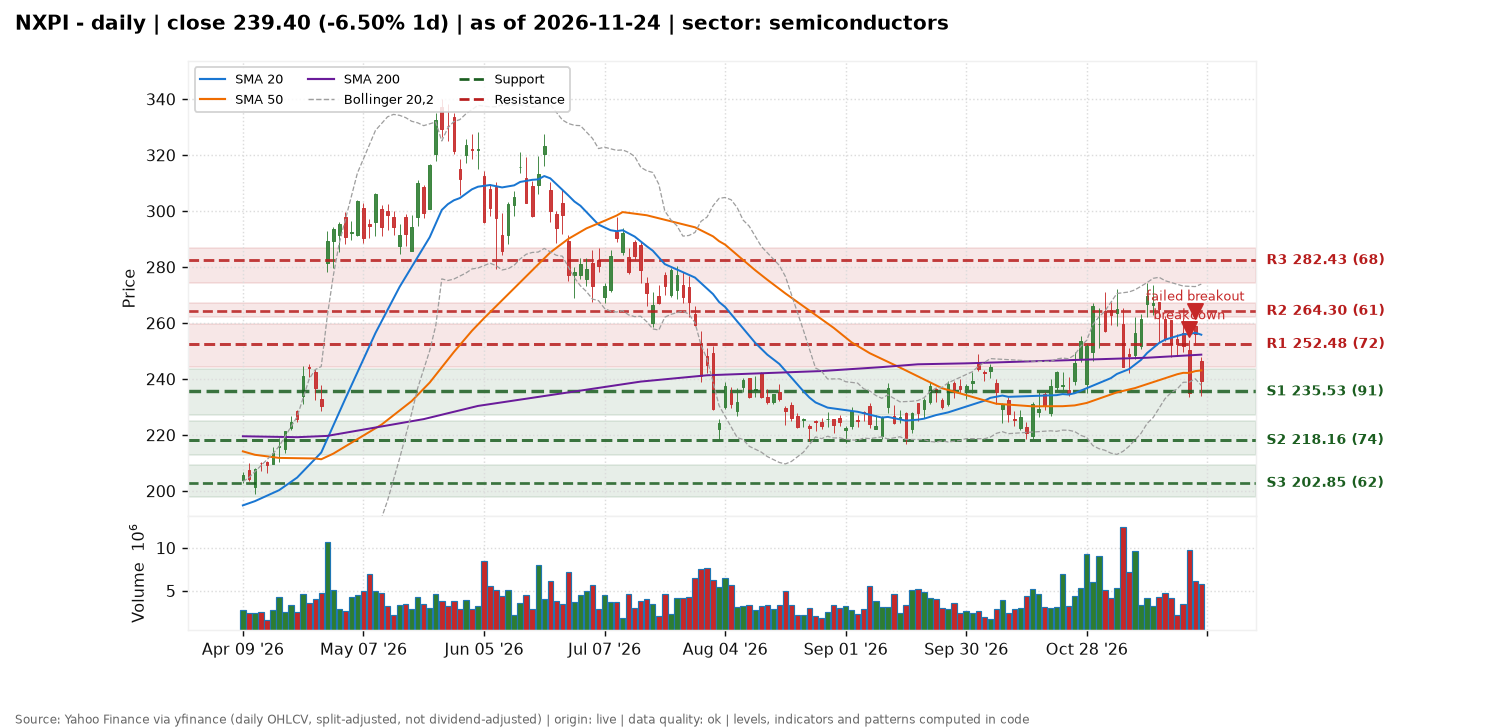 NXPI - daily | close 239.40 (-6.50% 1d) | as of 2026-11-24 | sector: semiconductors
SMA 20
SMA 50
SMA 200
Bollinger 20,2
Support
Resistance
Price
340
320
300
280
260
240
220
200
failed breakout
breakdown
R3 282.43 (68)
R2 264.30 (61)
R1 252.48 (72)
S1 235.53 (91)
S2 218.16 (74)
S3 202.85 (62)
Volume 10⁶
10
5
Apr 09 '26
May 07 '26
Jun 05 '26
Jul 07 '26
Aug 04 '26
Sep 01 '26
Sep 30 '26
Oct 28 '26
Source: Yahoo Finance via yfinance (daily OHLCV, split-adjusted, not dividend-adjusted) | origin: live | data quality: ok | levels, indicators and patterns computed in code